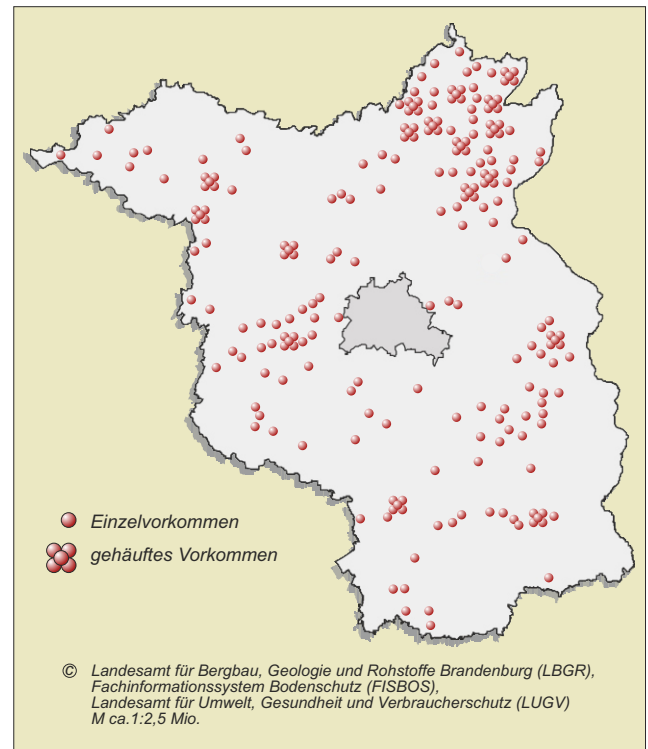 Einzelvorkommen
gehäuftes Vorkommen
© Landesamt für Bergbau, Geologie und Rohstoffe Brandenburg (LBGR),
Fachinformationssystem Bodenschutz (FISBOS),
Landesamt für Umwelt, Gesundheit und Verbraucherschutz (LUGV)
M ca.1:2,5 Mio.